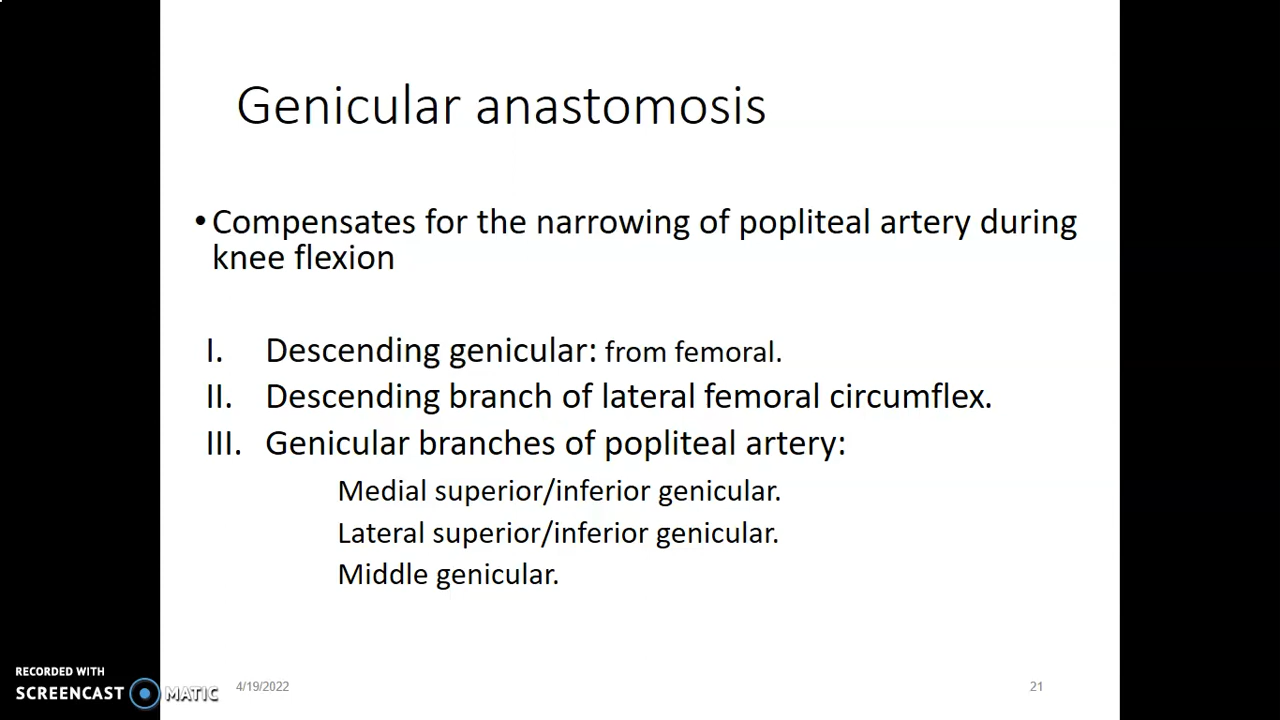 Genicular anastomosis
•Compensates for the narrowing of popliteal artery during
knee flexion
I. Descending genicular: from femoral.
II. Descending branch of lateral femoral circumflex.
III. Genicular branches of popliteal artery:
Medial superior/inferior genicular.
Lateral superior/inferior genicular.
Middle genicular.
RECORDED WITH
SCREENCAST MATIC
4/19/2022
21